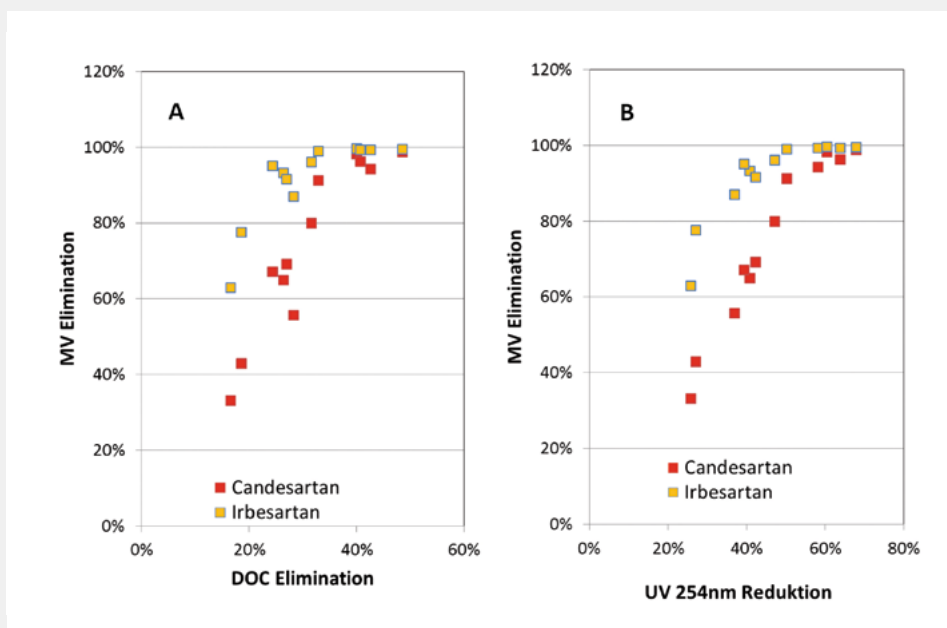 A
120%
100%
80%
60%
40%
20%
0%
MV Elimination
Candesartan
Irbesartan
0% 20% 40% 60%
DOC Elimination
B
120%
100%
80%
60%
40%
20%
0%
MV Elimination
Candesartan
Irbesartan
0% 20% 40% 60% 80%
UV 254nm Reduktion